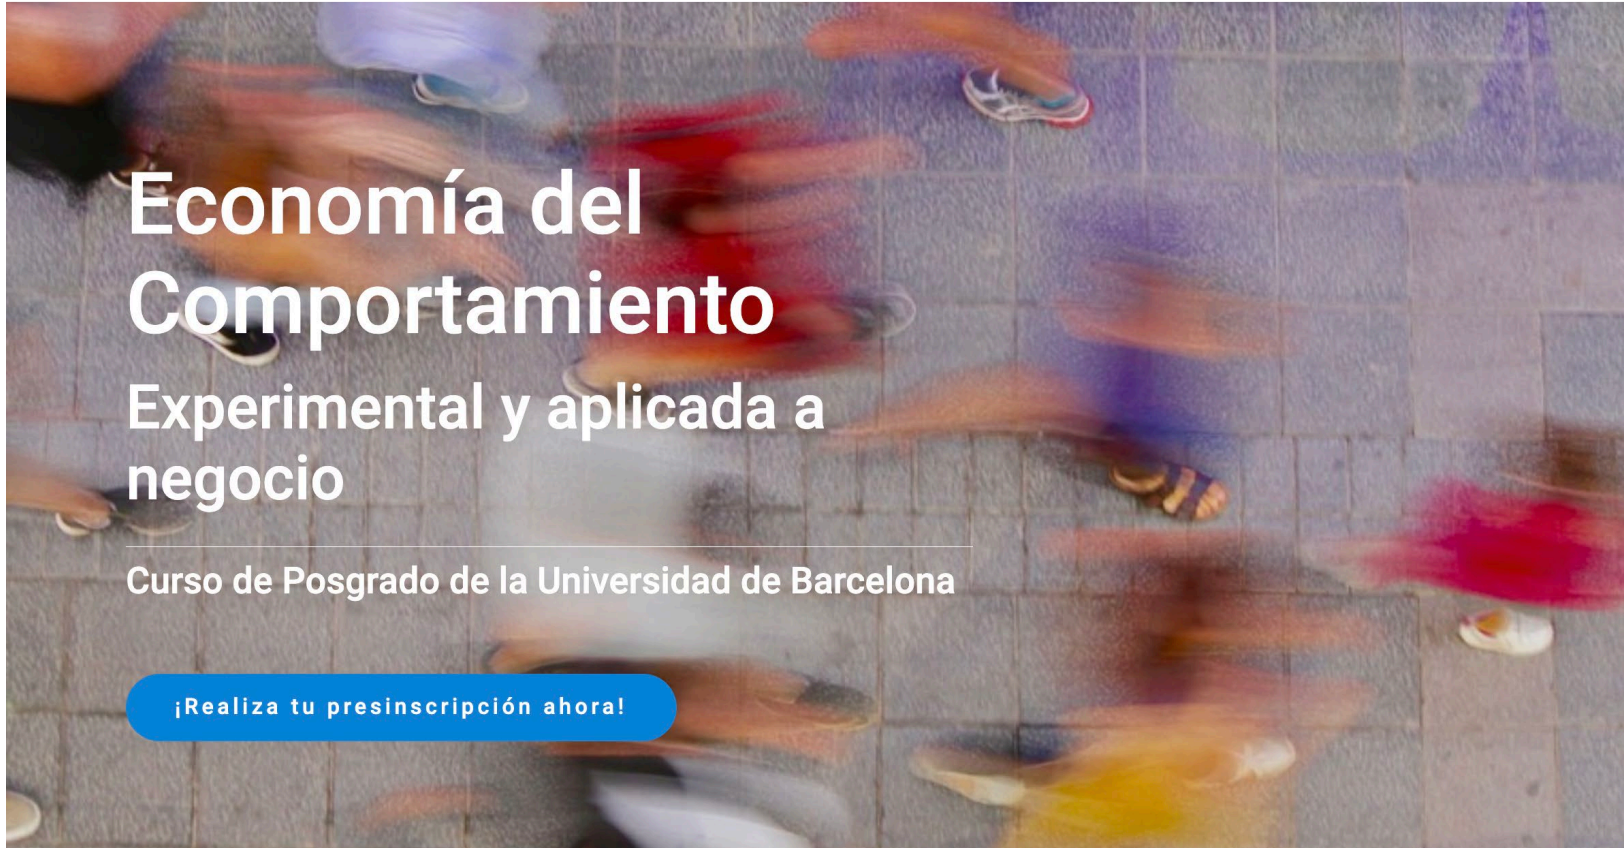 Economía del
Comportamiento
Experimental y aplicada a
negocio
Curso de Posgrado de la Universidad de Barcelona
¡Realiza tu presinscripción ahora!